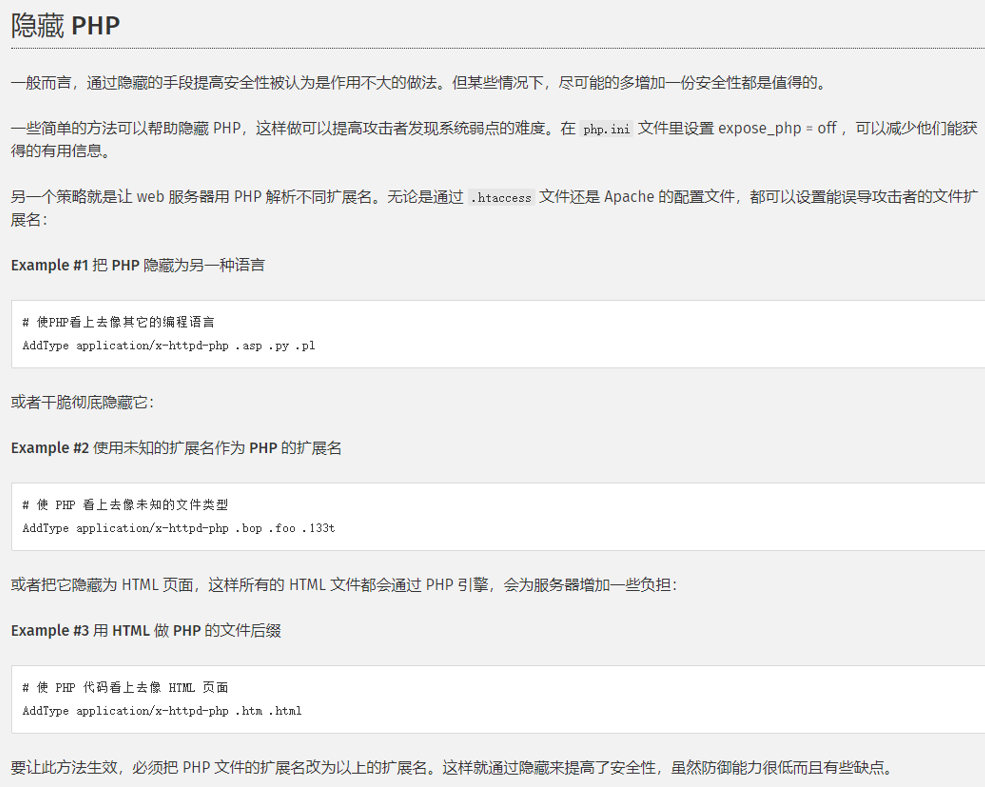 隐藏 PHP
一般而言，通过隐藏的手段提高安全性被认为是作用不大的做法。但某些情况下，尽可能的多增加一份安全性都是值得的。
一些简单的方法可以帮助隐藏 PHP，这样做可以提高攻击者发现系统弱点的难度。在 php.ini 文件里设置 expose_php = off ，可以减少他们能获
得的有用信息。
另一个策略就是让 web 服务器用 PHP 解析不同扩展名。无论是通过 .htaccess 文件还是 Apache 的配置文件，都可以设置能误导攻击者的文件扩
展名：
Example #1 把 PHP 隐藏为另一种语言
# 使PHP看上去像其它的编程语言
AddType application/x-httpd-php .asp .py .pl
或者干脆彻底隐藏它：
Example #2 使用未知的扩展名作为 PHP 的扩展名
# 使 PHP 看上去像未知的文件类型
AddType application/x-httpd-php .bop .foo .133t
或者把它隐藏为 HTML 页面，这样所有的 HTML 文件都会通过 PHP 引擎，会为服务器增加一些负担：
Example #3 用 HTML 做 PHP 的文件后缀
# 使 PHP 代码看上去像 HTML 页面
AddType application/x-httpd-php .htm .html
要让此方法生效，必须把 PHP 文件的扩展名改为以上的扩展名。这样就通过隐藏来提高了安全性，虽然防御能力很低而且有些缺点。